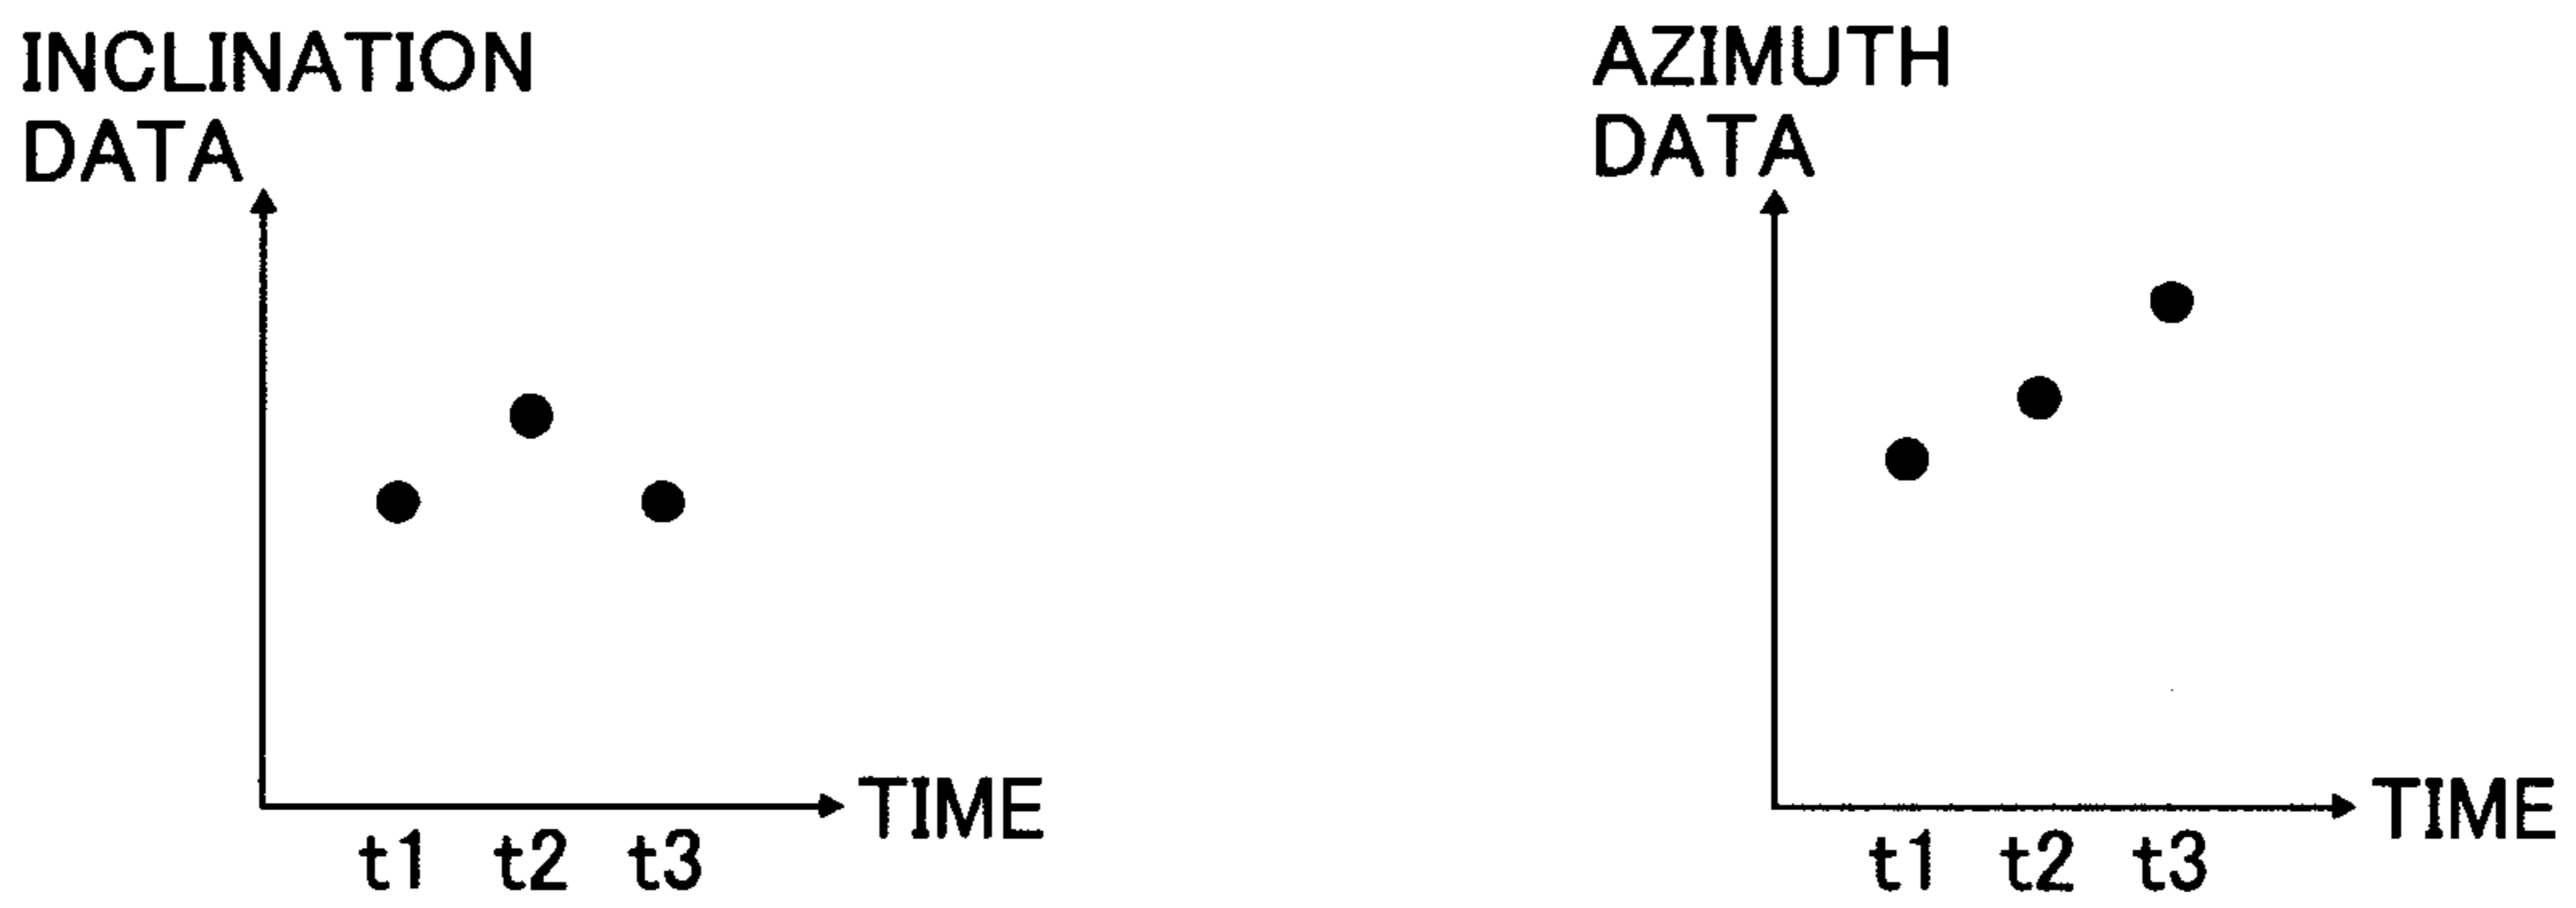 INCLINATION
DATA
TIME
t1 t2 t3
AZIMUTH
DATA
TIME
t1 t2 t3